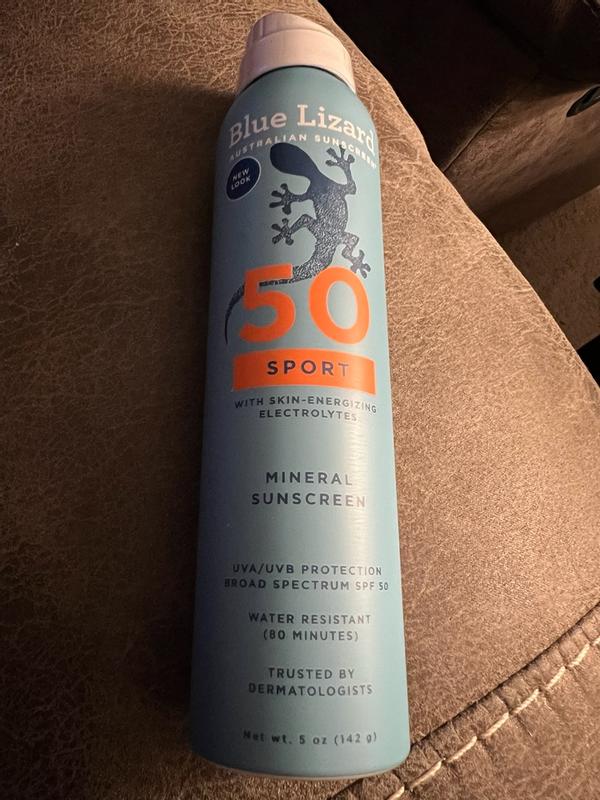 Blue Lizard
AUSTRALIAN SUNSCREEN
NEW
LOOK
50
SPORT
WITH SKIN-ENERGIZING
ELECTROLYTES
MINERAL
SUNSCREEN
UVA/UVB PROTECTION
BROAD SPECTRUM SPF 50
WATER RESISTANT
(80 MINUTES)
TRUSTED BY
DERMATOLOGISTS
Net wt. 5 oz (142 g)